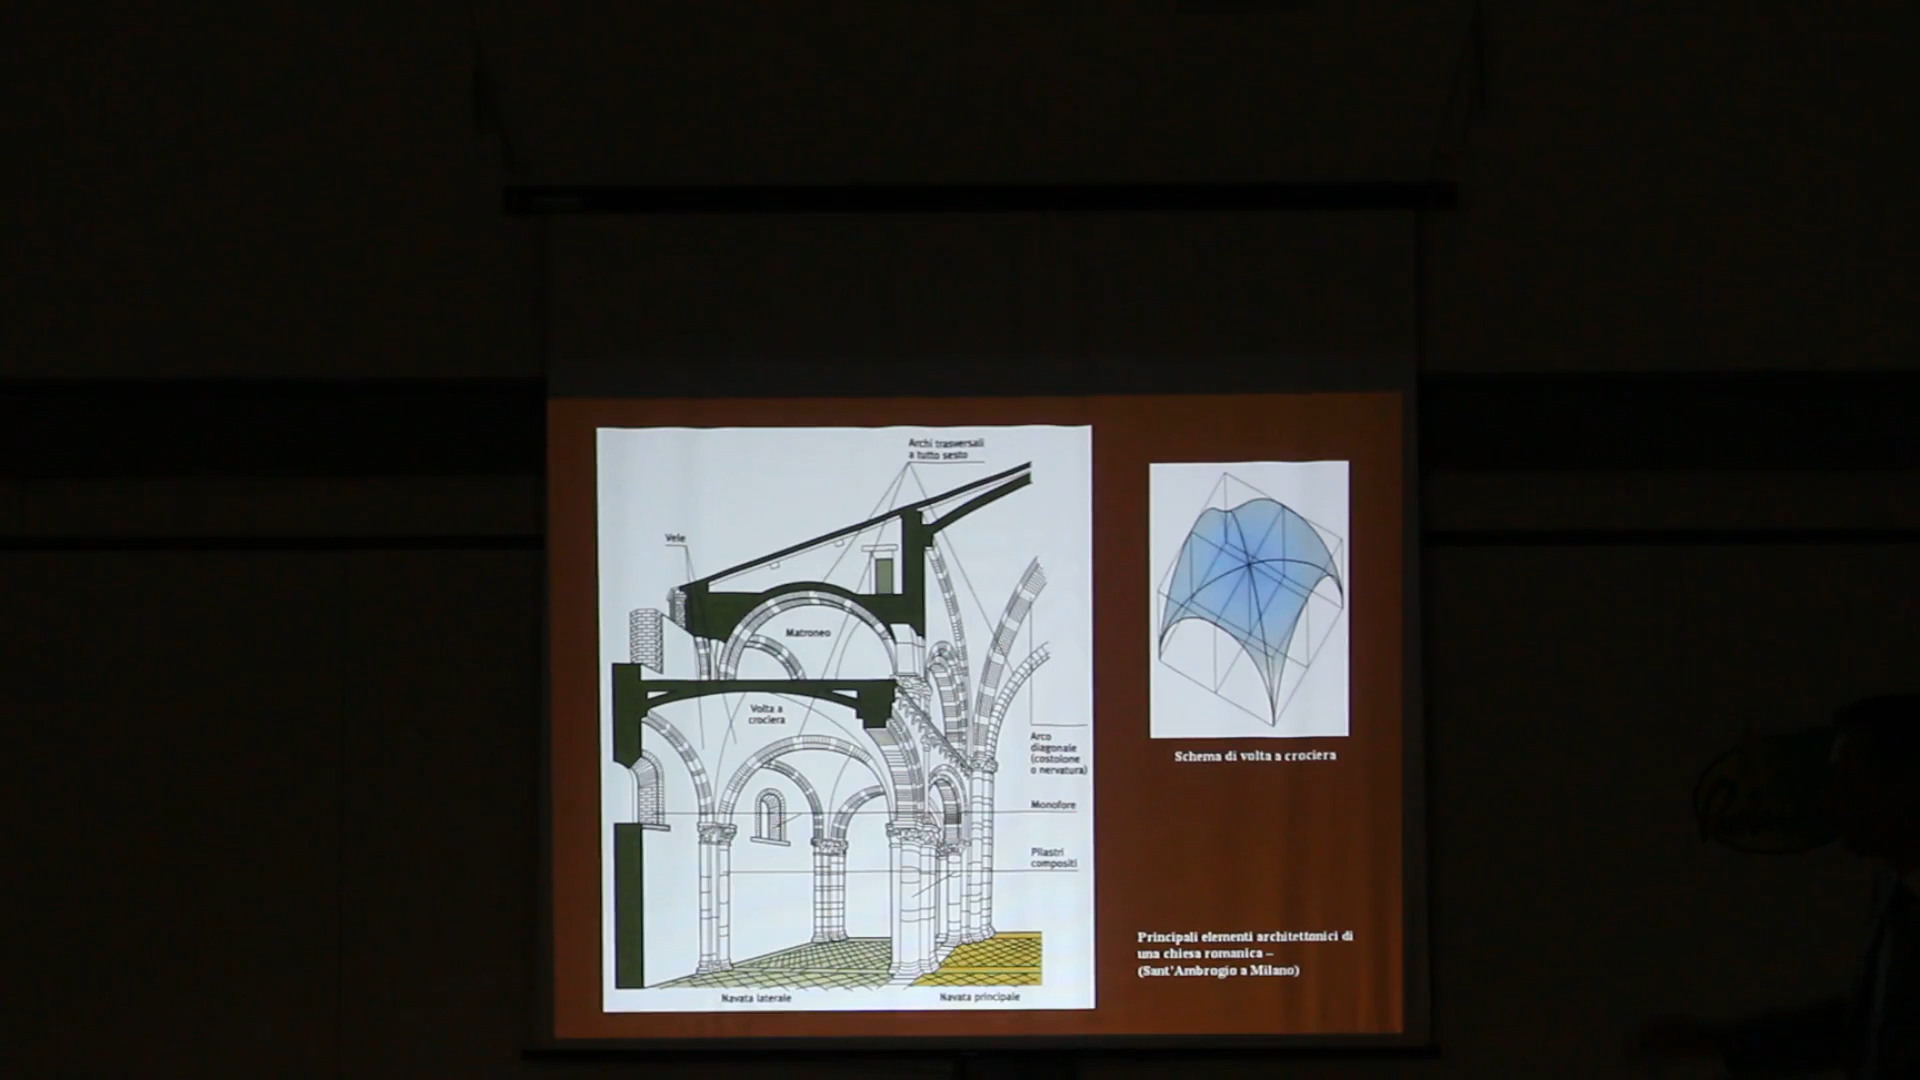 Archi trasversali
a tutto sesto
Vele
Matroneo
Volta a
crociera
Arco
diagonale
(costolone
o nervatura)
Monofore
Pilastri
compositi
Navata laterale
Navata principale
Schema di volta a crociera
Principali elementi architettonici di
una chiesa romanica –
(Sant'Ambrogio a Milano)